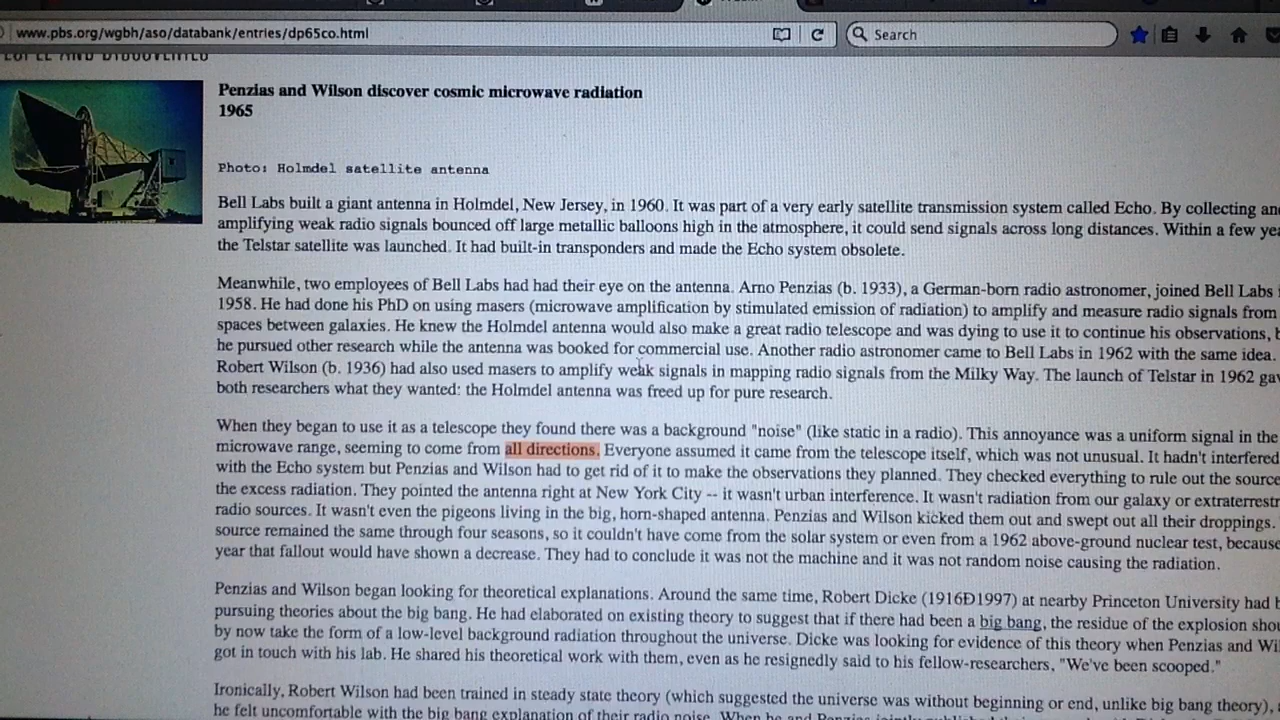 www.pbs.org/wgbh/aso/databank/entries/dp65co.html
Search
Penzias and Wilson discover cosmic microwave radiation
1965
Photo: Holmdel satellite antenna
Bell Labs built a giant antenna in Holmdel, New Jersey, in 1960. It was part of a very early satellite transmission system called Echo. By collecting and
amplifying weak radio signals bounced off large metallic balloons high in the atmosphere, it could send signals across long distances. Within a few yea
the Telstar satellite was launched. It had built-in transponders and made the Echo system obsolete.
Meanwhile, two employees of Bell Labs had had their eye on the antenna. Arno Penzias (b. 1933), a German-born radio astronomer, joined Bell Labs i
1958. He had done his PhD on using masers (microwave amplification by stimulated emission of radiation) to amplify and measure radio signals from
spaces between galaxies. He knew the Holmdel antenna would also make a great radio telescope and was dying to use it to continue his observations, b
he pursued other research while the antenna was booked for commercial use. Another radio astronomer came to Bell Labs in 1962 with the same idea.
Robert Wilson (b. 1936) had also used masers to amplify weak signals in mapping radio signals from the Milky Way. The launch of Telstar in 1962 gav
both researchers what they wanted: the Holmdel antenna was freed up for pure research.
When they began to use it as a telescope they found there was a background "noise" (like static in a radio). This annoyance was a uniform signal in the
microwave range, seeming to come from all directions. Everyone assumed it came from the telescope itself, which was not unusual. It hadn't interfered
with the Echo system but Penzias and Wilson had to get rid of it to make the observations they planned. They checked everything to rule out the source
the excess radiation. They pointed the antenna right at New York City -- it wasn't urban interference. It wasn't radiation from our galaxy or extraterrestr
radio sources. It wasn't even the pigeons living in the big, horn-shaped antenna. Penzias and Wilson kicked them out and swept out all their droppings.
source remained the same through four seasons, so it couldn't have come from the solar system or even from a 1962 above-ground nuclear test, because
year that fallout would have shown a decrease. They had to conclude it was not the machine and it was not random noise causing the radiation.
Penzias and Wilson began looking for theoretical explanations. Around the same time, Robert Dicke (1916Ð1997) at nearby Princeton University had b
pursuing theories about the big bang. He had elaborated on existing theory to suggest that if there had been a big bang, the residue of the explosion shou
by now take the form of a low-level background radiation throughout the universe. Dicke was looking for evidence of this theory when Penzias and Wil
got in touch with his lab. He shared his theoretical work with them, even as he resignedly said to his fellow-researchers, "We've been scooped."
Ironically, Robert Wilson had been trained in steady state theory (which suggested the universe was without beginning or end, unlike big bang theory),
he felt uncomfortable with the big bang explanation of their radio noise. When he and Penzias jointly published their